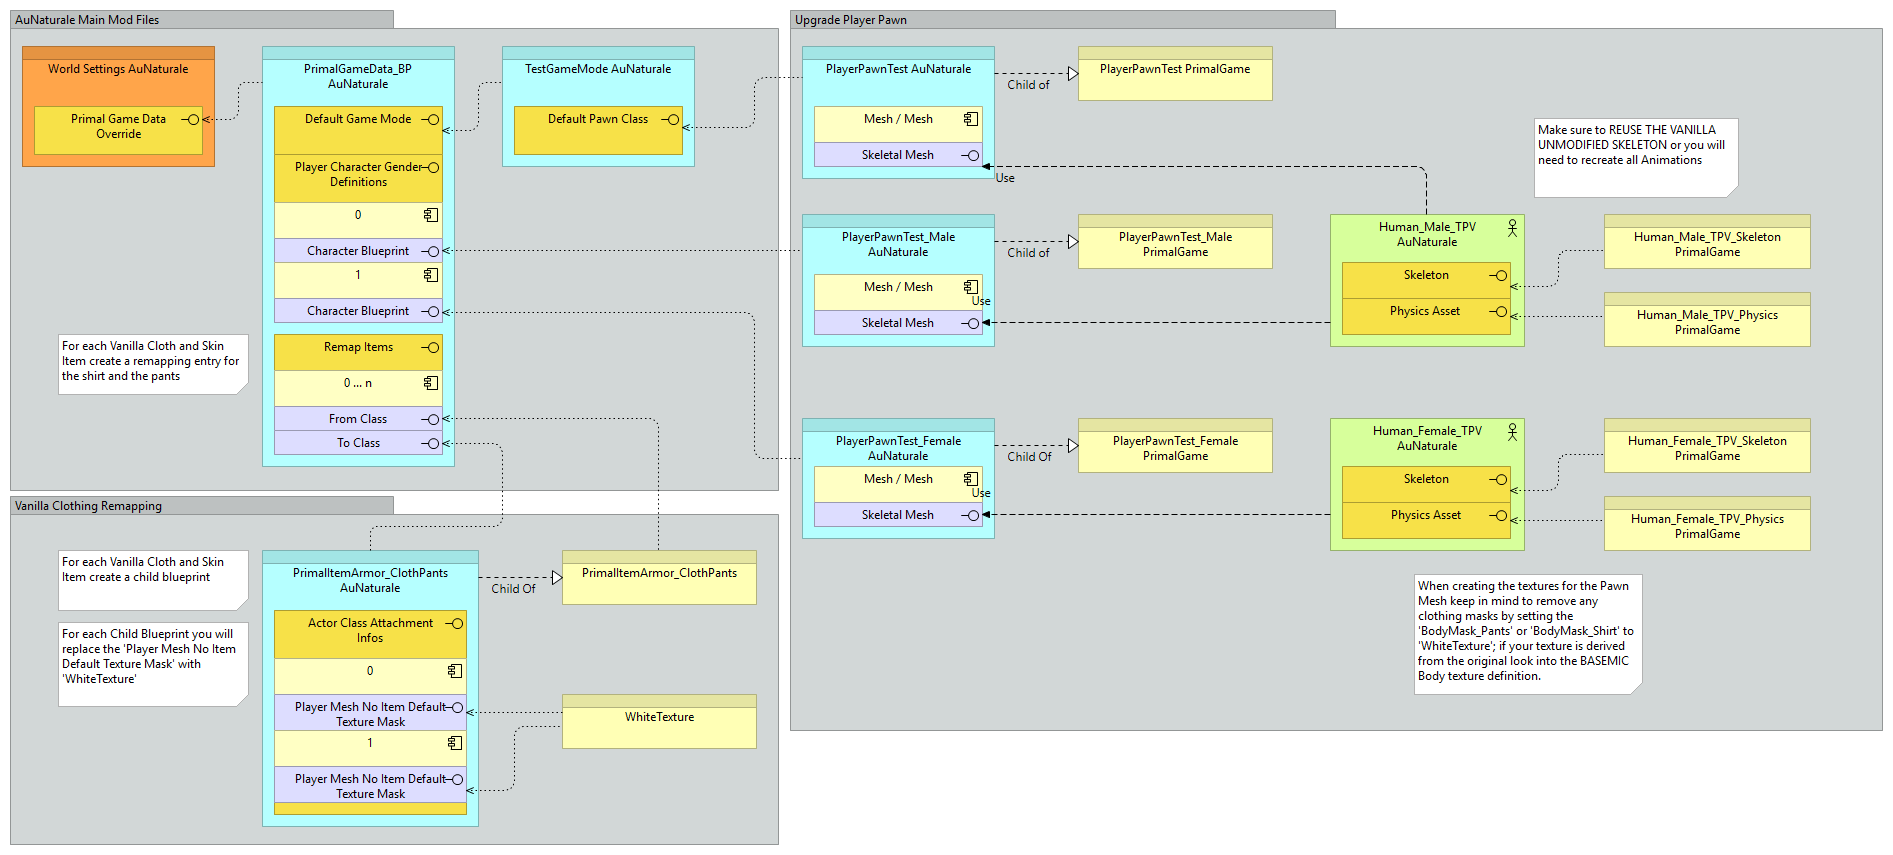 AuNaturale Main Mod Files
World Settings AuNaturale
Primal Game Data
Override
PrimalGameData_BP
AuNaturale
Default Game Mode
Player Character Gender
Definitions
0
Character Blueprint
1
Character Blueprint
Remap Items
0 ... n
From Class
To Class
TestGameMode AuNaturale
Default Pawn Class
For each Vanilla Cloth and Skin
Item create a remapping entry for
the shirt and the pants
Vanilla Clothing Remapping
For each Vanilla Cloth and Skin
Item create a child blueprint
For each Child Blueprint you will
replace the 'Player Mesh No Item
Default Texture Mask' with
'WhiteTexture'
PrimalItemArmor_ClothPants
AuNaturale
Actor Class Attachment
Infos
0
Player Mesh No Item Default
Texture Mask
1
Player Mesh No Item Default
Texture Mask
Child Of
PrimalItemArmor_ClothPants
WhiteTexture
Upgrade Player Pawn
PlayerPawnTest AuNaturale
Mesh / Mesh
Skeletal Mesh
Child of
PlayerPawnTest PrimalGame
Use
Make sure to REUSE THE VANILLA
UNMODIFIED SKELETON or you will
need to recreate all Animations
PlayerPawnTest_Male
AuNaturale
Mesh / Mesh
Use
Skeletal Mesh
Child of
PlayerPawnTest_Male
PrimalGame
Human_Male_TPV
AuNaturale
Skeleton
Physics Asset
Human_Male_TPV_Skeleton
PrimalGame
Human_Male_TPV_Physics
PrimalGame
PlayerPawnTest_Female
AuNaturale
Mesh / Mesh
Use
Skeletal Mesh
Child Of
PlayerPawnTest_Female
PrimalGame
Human_Female_TPV
AuNaturale
Skeleton
Physics Asset
Human_Female_TPV_Skeleton
PrimalGame
Human_Female_TPV_Physics
PrimalGame
When creating the textures for the Pawn
Mesh keep in mind to remove any
clothing masks by setting the
'BodyMask_Pants' or 'BodyMask_Shirt' to
'WhiteTexture'; if your texture is derived
from the original look into the BASEMIC
Body texture definition.